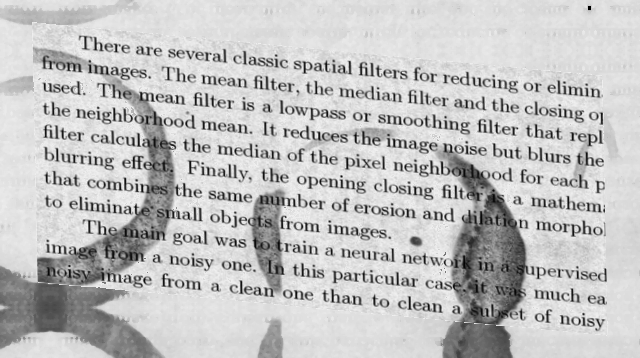 There are several classic spatial filters for reducing or elimin
from images. The mean filter, the median filter and the closing o
used. The mean filter is a lowpass or smoothing filter that repl
the neighborhood mean. It reduces the image noise but blurs the
filter calculates the median of the pixel neighborhood for each p
blurring effect. Finally, the opening closing filter is a mathem
that combines the same number of erosion and dilation morphol
to eliminate small objects from images.
The main goal was to train a neural network in a supervised
image from a noisy one. In this particular case, it was much ea
noisy image from a clean one than to clean a subset of noisy